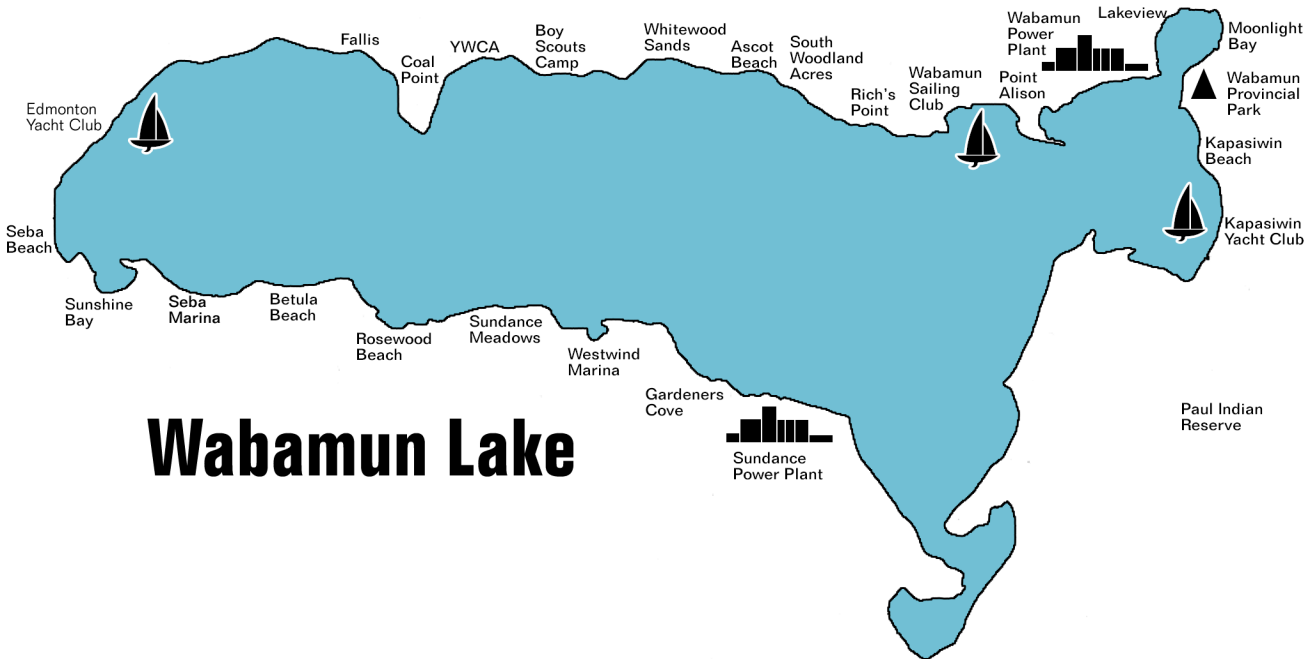 Fallis
Coal
Point
YWCA
Boy
Scouts
Camp
Whitewood
Sands
Ascot
Beach
South
Woodland
Acres
Rich's
Point
Wabamun
Sailing
Club
Point
Alison
Wabamun
Power
Plant
Lakeview
Moonlight
Bay
Wabamun
Provincial
Park
Kapasiwin
Beach
Kapasiwin
Yacht Club
Edmonton
Yacht Club
Seba
Beach
Sunshine
Bay
Seba
Marina
Betula
Beach
Rosewood
Beach
Sundance
Meadows
Westwind
Marina
Gardeners
Cove
Sundance
Power Plant
Paul Indian
Reserve
Wabamun Lake